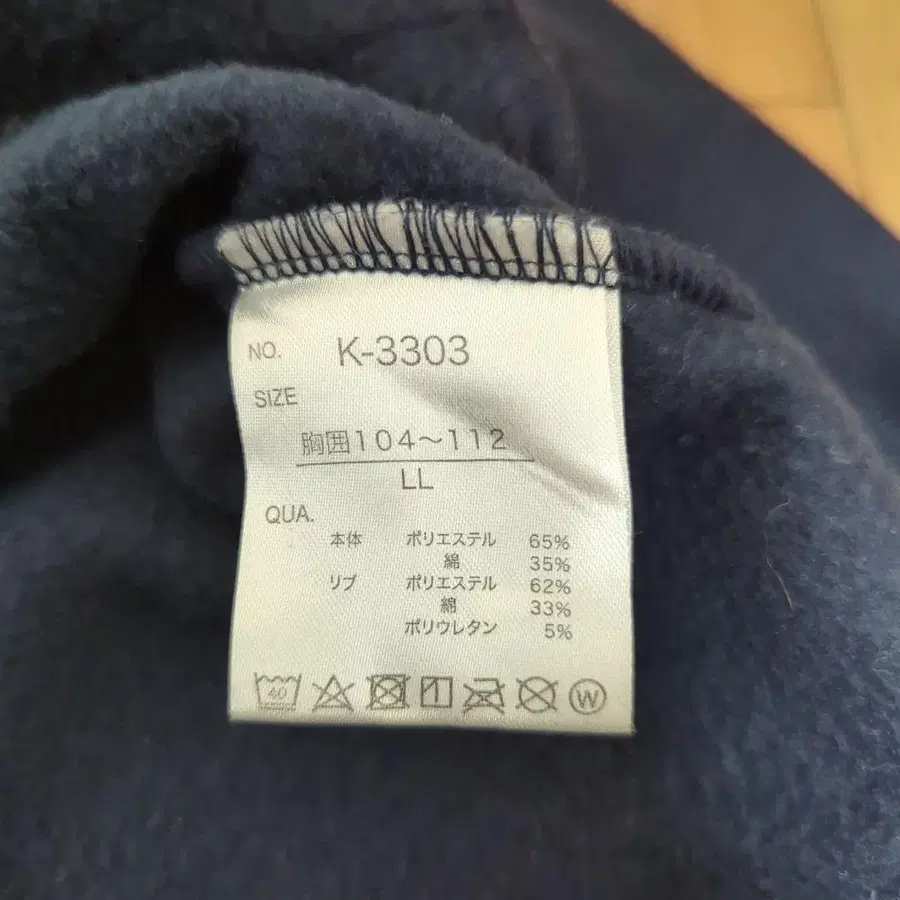 NO. K-3303
SIZE
胸囲104～112
LL
QUA.
本体 ポリエステル 65%
綿 35%
リブ ポリエステル 62%
綿 33%
ポリウレタン 5%
40 W